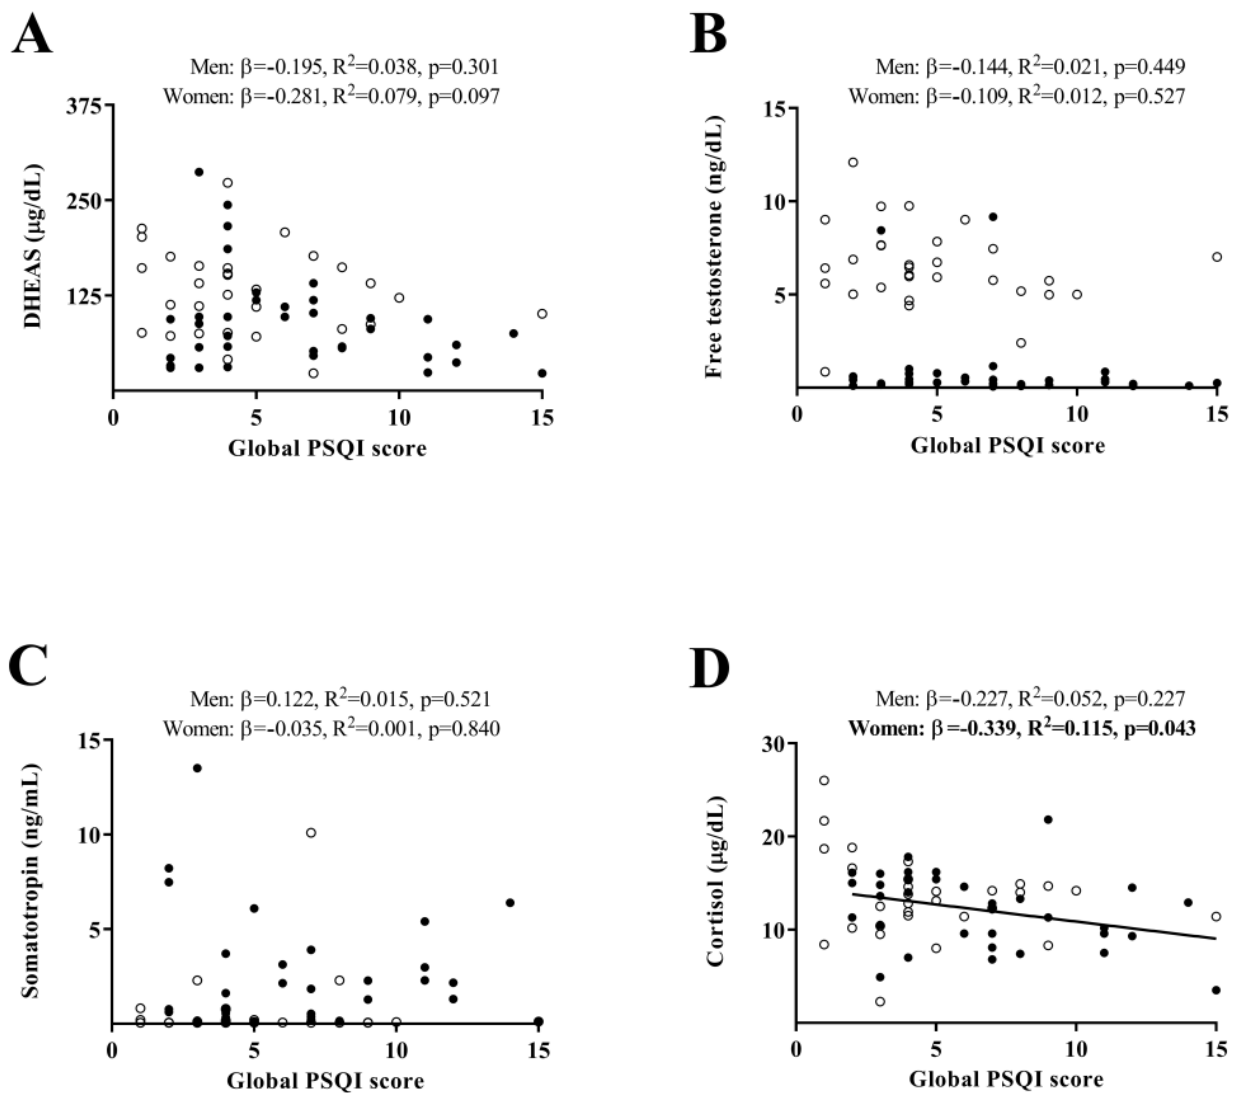 A
Men: β=-0.195, R²=0.038, p=0.301
Women: β=-0.281, R²=0.079, p=0.097
375
250
125
DHEAS (μg/dL)
0 5 10 15
Global PSQI score
B
Men: β=-0.144, R²=0.021, p=0.449
Women: β=-0.109, R²=0.012, p=0.527
15
10
5
Free testosterone (ng/dL)
0 5 10 15
Global PSQI score
C
Men: β=0.122, R²=0.015, p=0.521
Women: β=-0.035, R²=0.001, p=0.840
15
10
5
Somatotropin (ng/mL)
0 5 10 15
Global PSQI score
D
Men: β=-0.227, R²=0.052, p=0.227
Women: β=-0.339, R²=0.115, p=0.043
30
20
10
Cortisol (μg/dL)
0 5 10 15
Global PSQI score